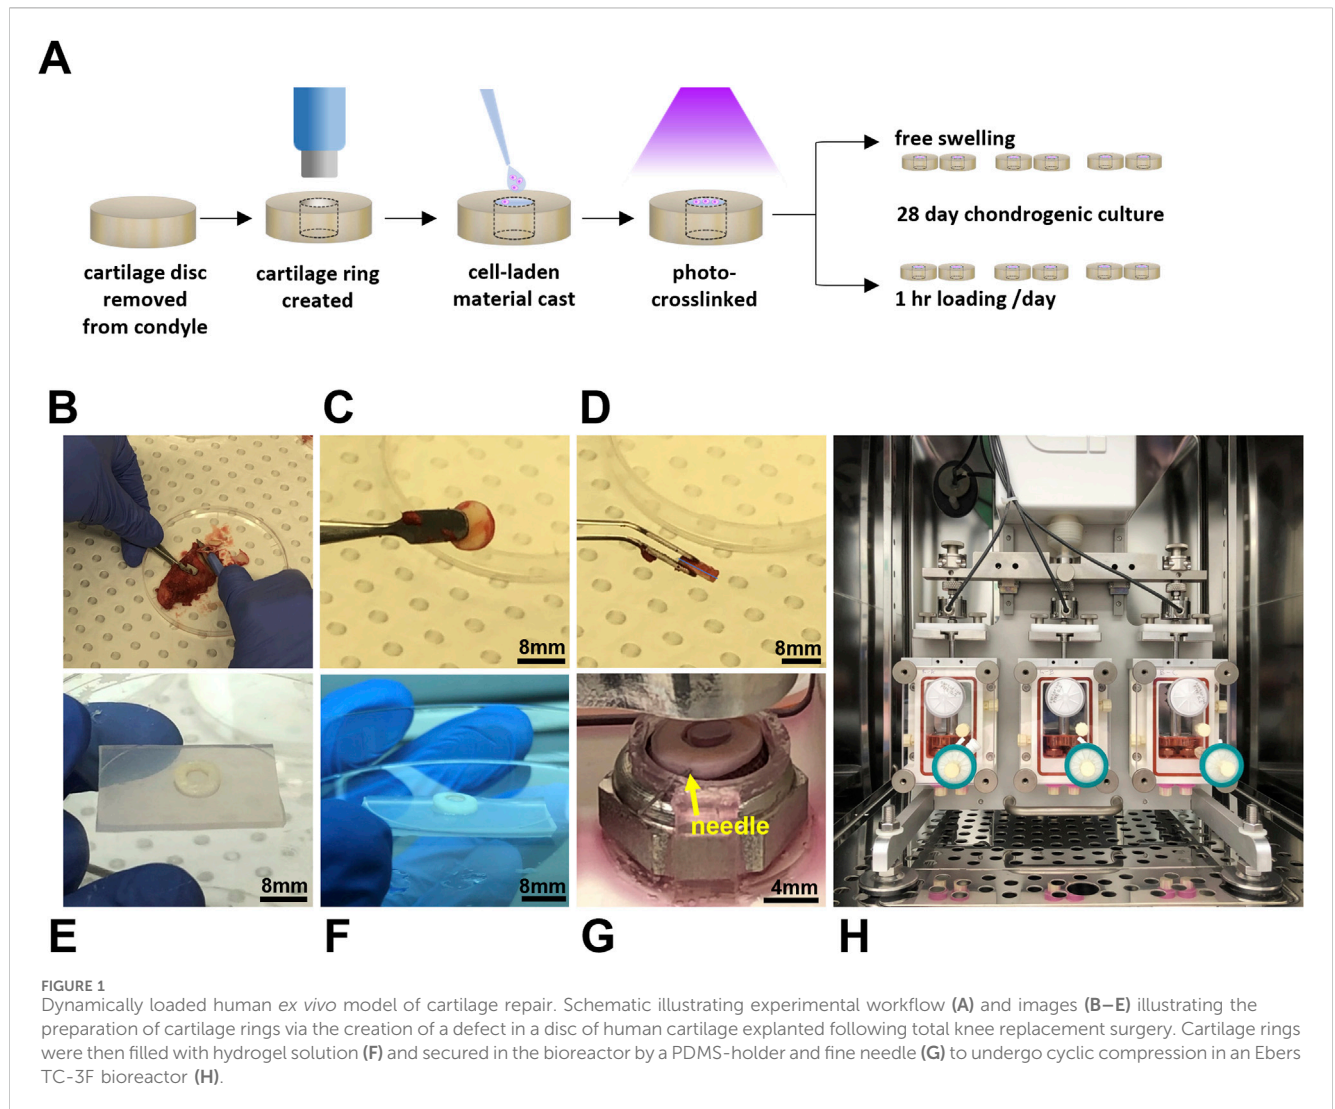 A
free swelling
28 day chondrogenic culture
1 hr loading /day
cartilage disc
removed
from condyle
cartilage ring
created
cell-laden
material cast
photo-
crosslinked
B
C
D
8mm
8mm
8mm
8mm
needle
4mm
E
F
G
H
FIGURE 1
Dynamically loaded human ex vivo model of cartilage repair. Schematic illustrating experimental workflow (A) and images (B–E) illustrating the
preparation of cartilage rings via the creation of a defect in a disc of human cartilage explanted following total knee replacement surgery. Cartilage rings
were then filled with hydrogel solution (F) and secured in the bioreactor by a PDMS-holder and fine needle (G) to undergo cyclic compression in an Ebers
TC-3F bioreactor (H).